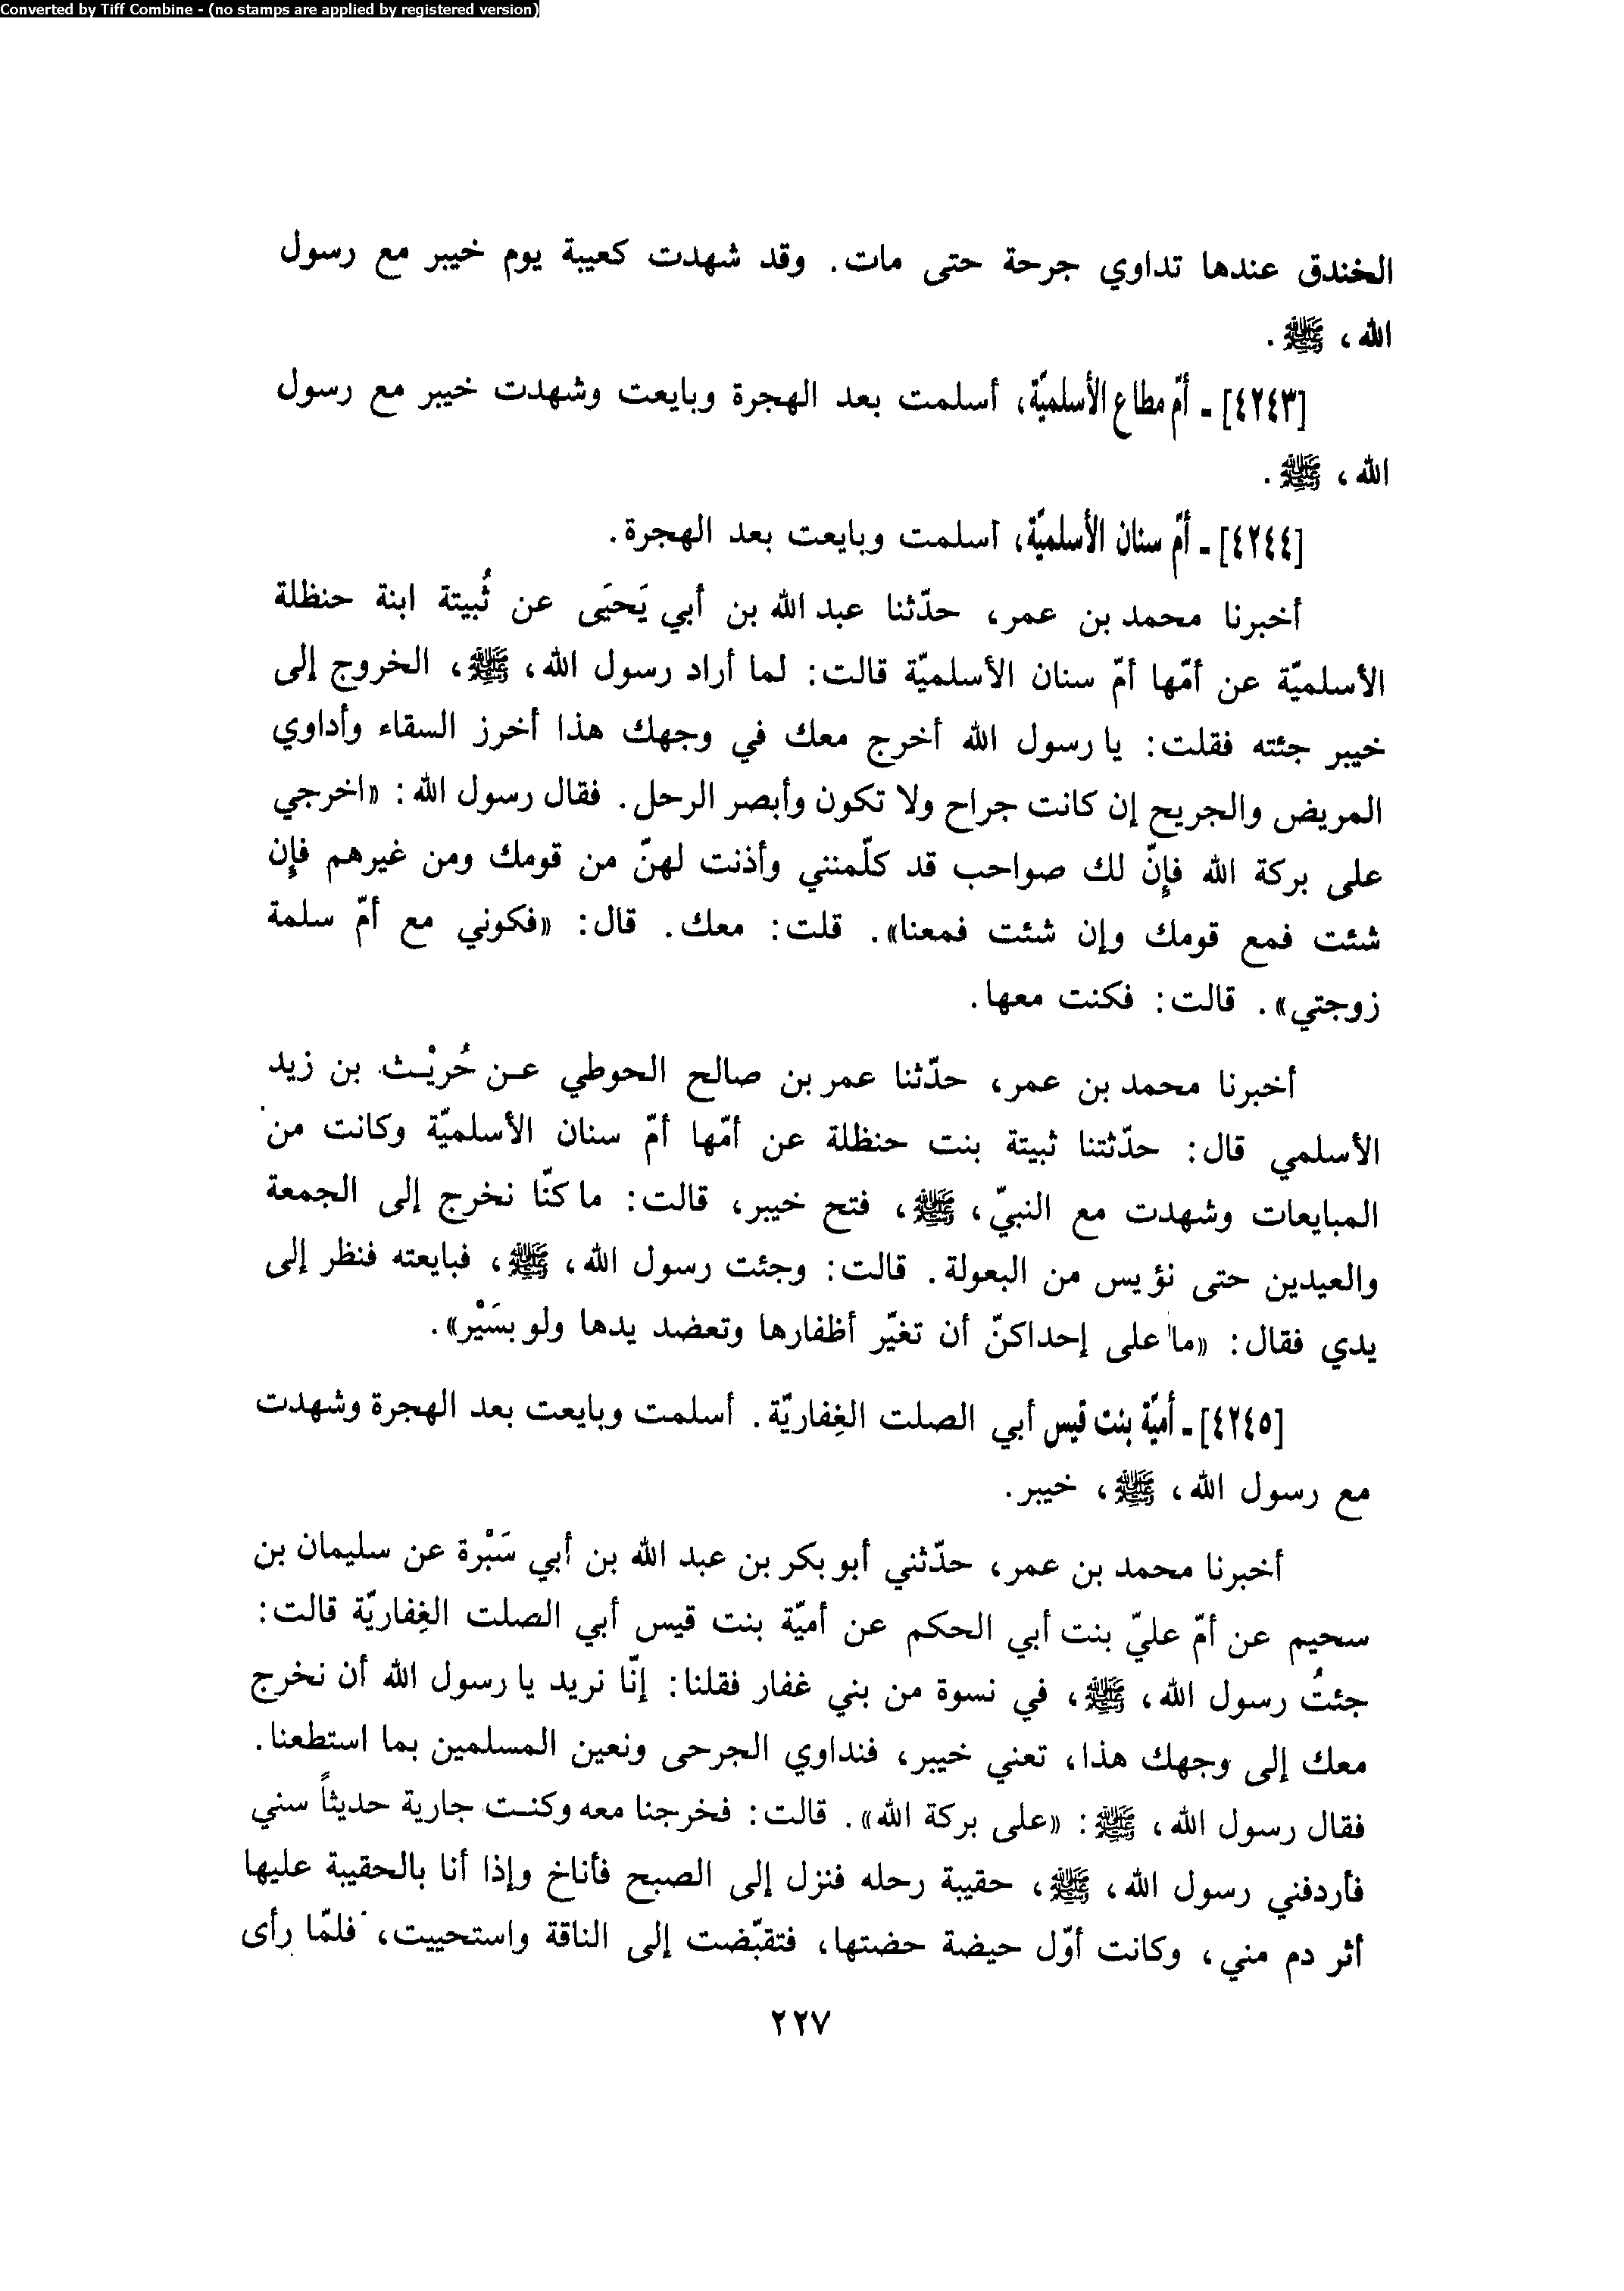 Converted by Tiff Combine - (no stamps are applied by registered version)
الخندق عندها تداوي جرحة حتى مات. وقد شهدت كعيبة يوم خيبر مع رسول
الله، ﷺ.
[٤٢٤٣] - أمّ مطاع الأسلميّة، أسلمت بعد الهجرة وبايعت وشهدت خيبر مع رسول
الله، ﷺ.
[٤٢٤٤] - أمّ سنان الأسلميّة، أسلمت وبايعت بعد الهجرة.
أخبرنا محمد بن عمر، حدّثنا عبد الله بن أبي يَحيَى عن ثُبيتة ابنة حنظلة
الأسلميّة عن أمّها أمّ سنان الأسلميّة قالت: لما أراد رسول الله، ﷺ، الخروج إلى
خيبر جئته فقلت: يا رسول الله أخرج معك في وجهك هذا أخرز السقاء وأداوي
المريض والجريح إن كانت جراح ولا تكون وأبصر الرحل. فقال رسول الله: «اخرجي
على بركة الله فإنّ لك صواحب قد كلّمنني وأذنت لهنّ من قومك ومن غيرهم فإن
شئت فمع قومك وإن شئت فمعنا». قلت: معك. قال: «فكوني مع أمّ سلمة
زوجتي». قالت: فكنت معها.
أخبرنا محمد بن عمر، حدّثنا عمر بن صالح الحوطي عن حُريْث بن زيد
الأسلمي قال: حدّثتنا ثبيتة بنت حنظلة عن أمّها أمّ سنان الأسلميّة وكانت من
المبايعات وشهدت مع النبيّ، ﷺ، فتح خيبر، قالت: ما كنّا نخرج إلى الجمعة
والعيدين حتى نؤيس من البعولة. قالت: وجئت رسول الله، ﷺ، فبايعته فنظر إلى
يدي فقال: «ما على إحداكنّ أن تغيّر أظفارها وتعضد يدها ولو بسَيْر».
[٤٢٤٥] - أميّة بنت قيس أبي الصلت الغِفاريّة. أسلمت وبايعت بعد الهجرة وشهدت
مع رسول الله، ﷺ، خيبر.
أخبرنا محمد بن عمر، حدّثني أبو بكر بن عبد الله بن أبي سَبْرة عن سليمان بن
سحيم عن أمّ عليّ بنت أبي الحكم عن أميّة بنت قيس أبي الصلت الغِفاريّة قالت:
جئتُ رسول الله، ﷺ، في نسوة من بني غفار فقلنا: إنّا نريد يا رسول الله أن نخرج
معك إلى وجهك هذا، تعني خيبر، فنداوي الجرحى ونعين المسلمين بما استطعنا.
فقال رسول الله، ﷺ: «على بركة الله». قالت: فخرجنا معه وكنت جارية حديثاً سني
فأردفني رسول الله، ﷺ، حقيبة رحله فنزل إلى الصبح فأناخ وإذا أنا بالحقيبة عليها
أثر دم مني، وكانت أوّل حيضة حضتها، فتقبّضت إلى الناقة واستحييت، فلمّا رأى
٢٢٧